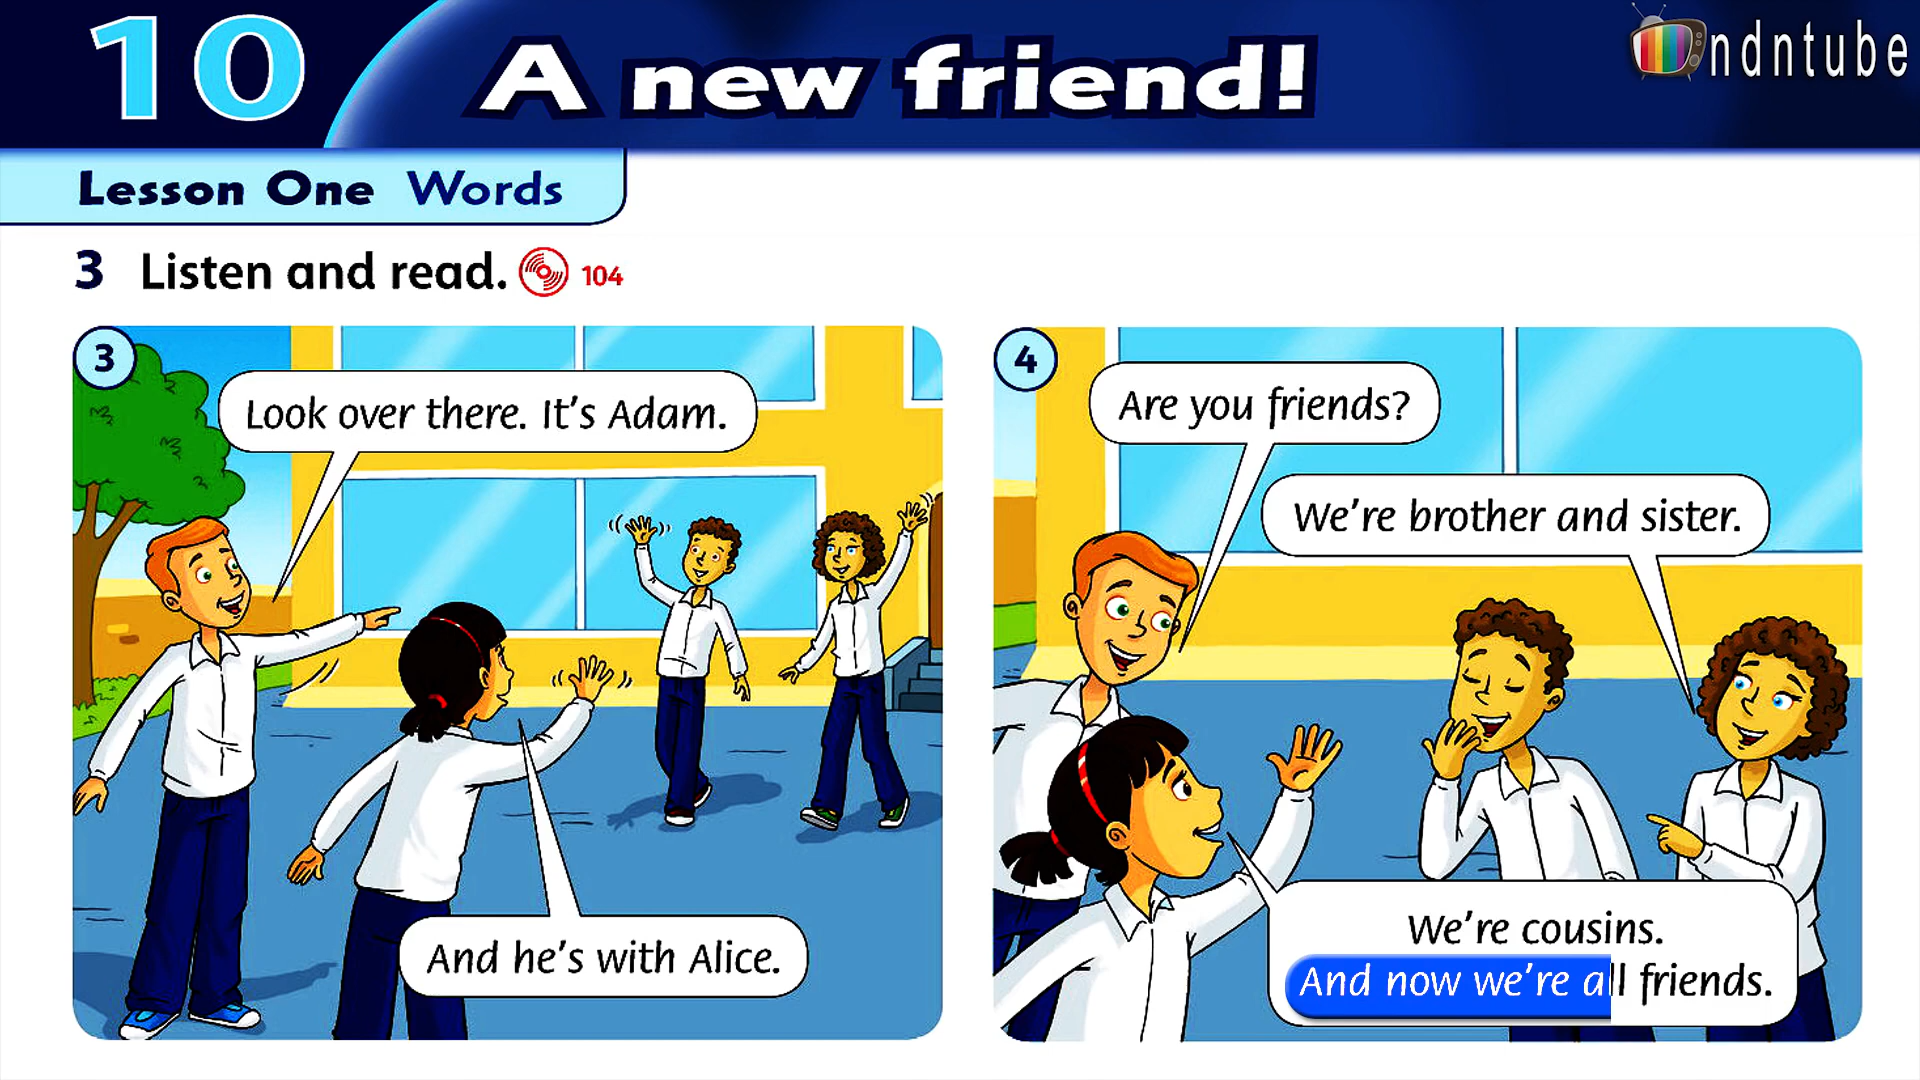 10 A new friend!
ndntube
Lesson One Words
3 Listen and read. 104
3
Look over there. It's Adam.
And he's with Alice.
4
Are you friends?
We're brother and sister.
We're cousins.
And now we're all friends.